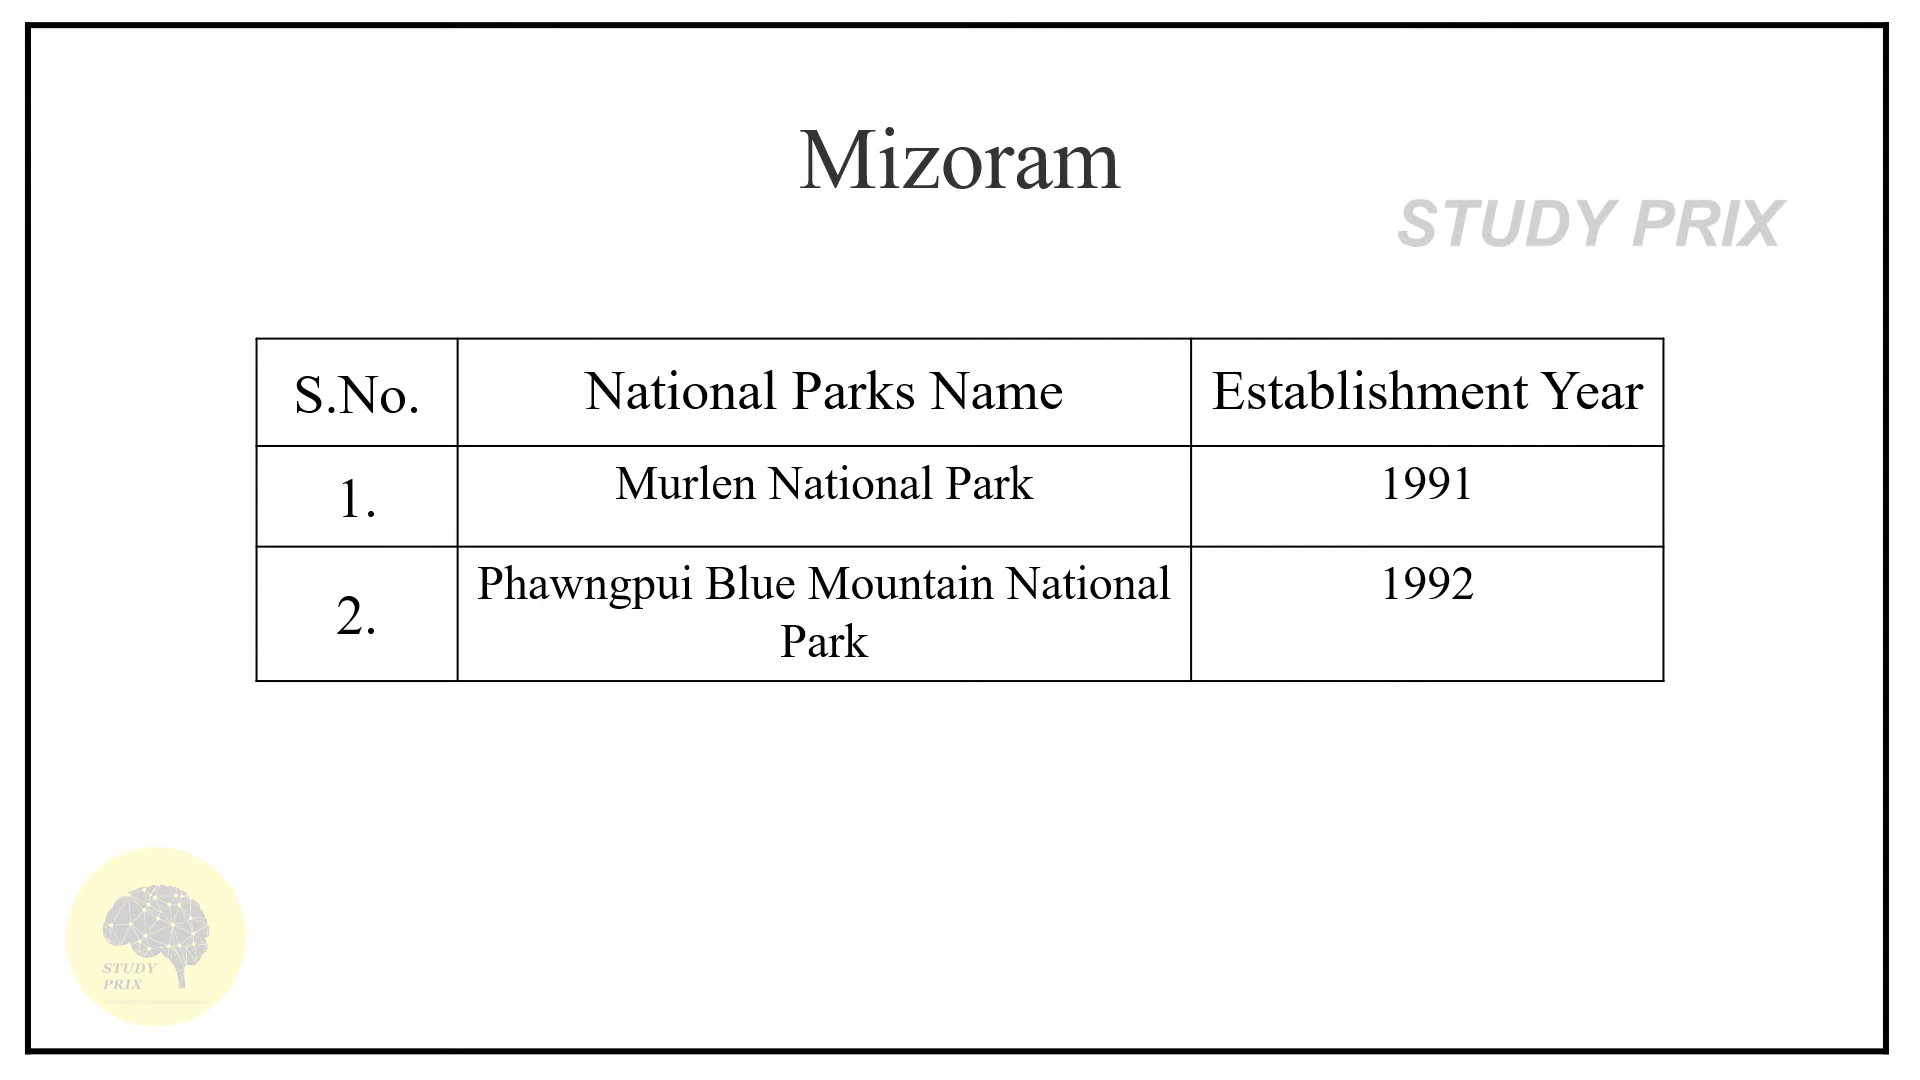 Mizoram
STUDY PRIX
S.No.
National Parks Name
Establishment Year
1.
Murlen National Park
1991
2.
Phawngpui Blue Mountain National
Park
1992
STUDY
PRIX